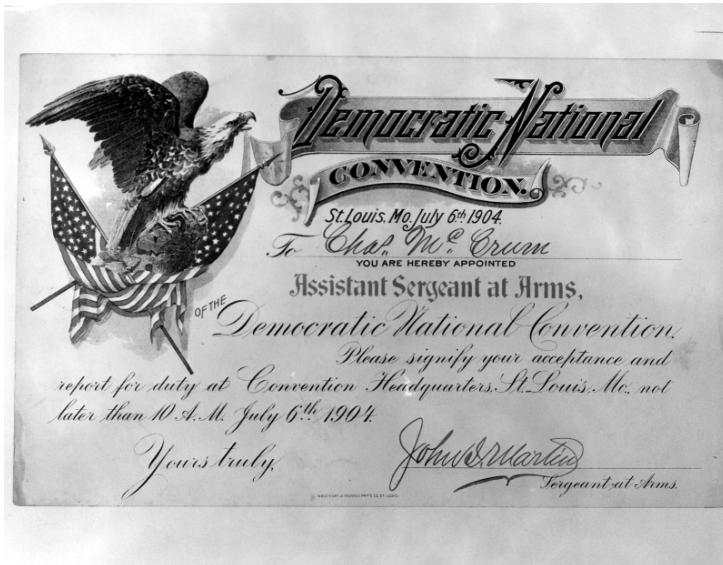 Democratic National
CONVENTION.
St. Louis, Mo. July 6th 1904.
To Chas. Mc. Crum
YOU ARE HEREBY APPOINTED
Assistant Sergeant at Arms,
OF THE
Democratic National Convention.
Please signify your acceptance and
report for duty at Convention Headquarters, St. Louis, Mo., not
later than 10 A.M. July 6th 1904.
Yours truly,
John I. Martin
Sergeant-at-Arms.